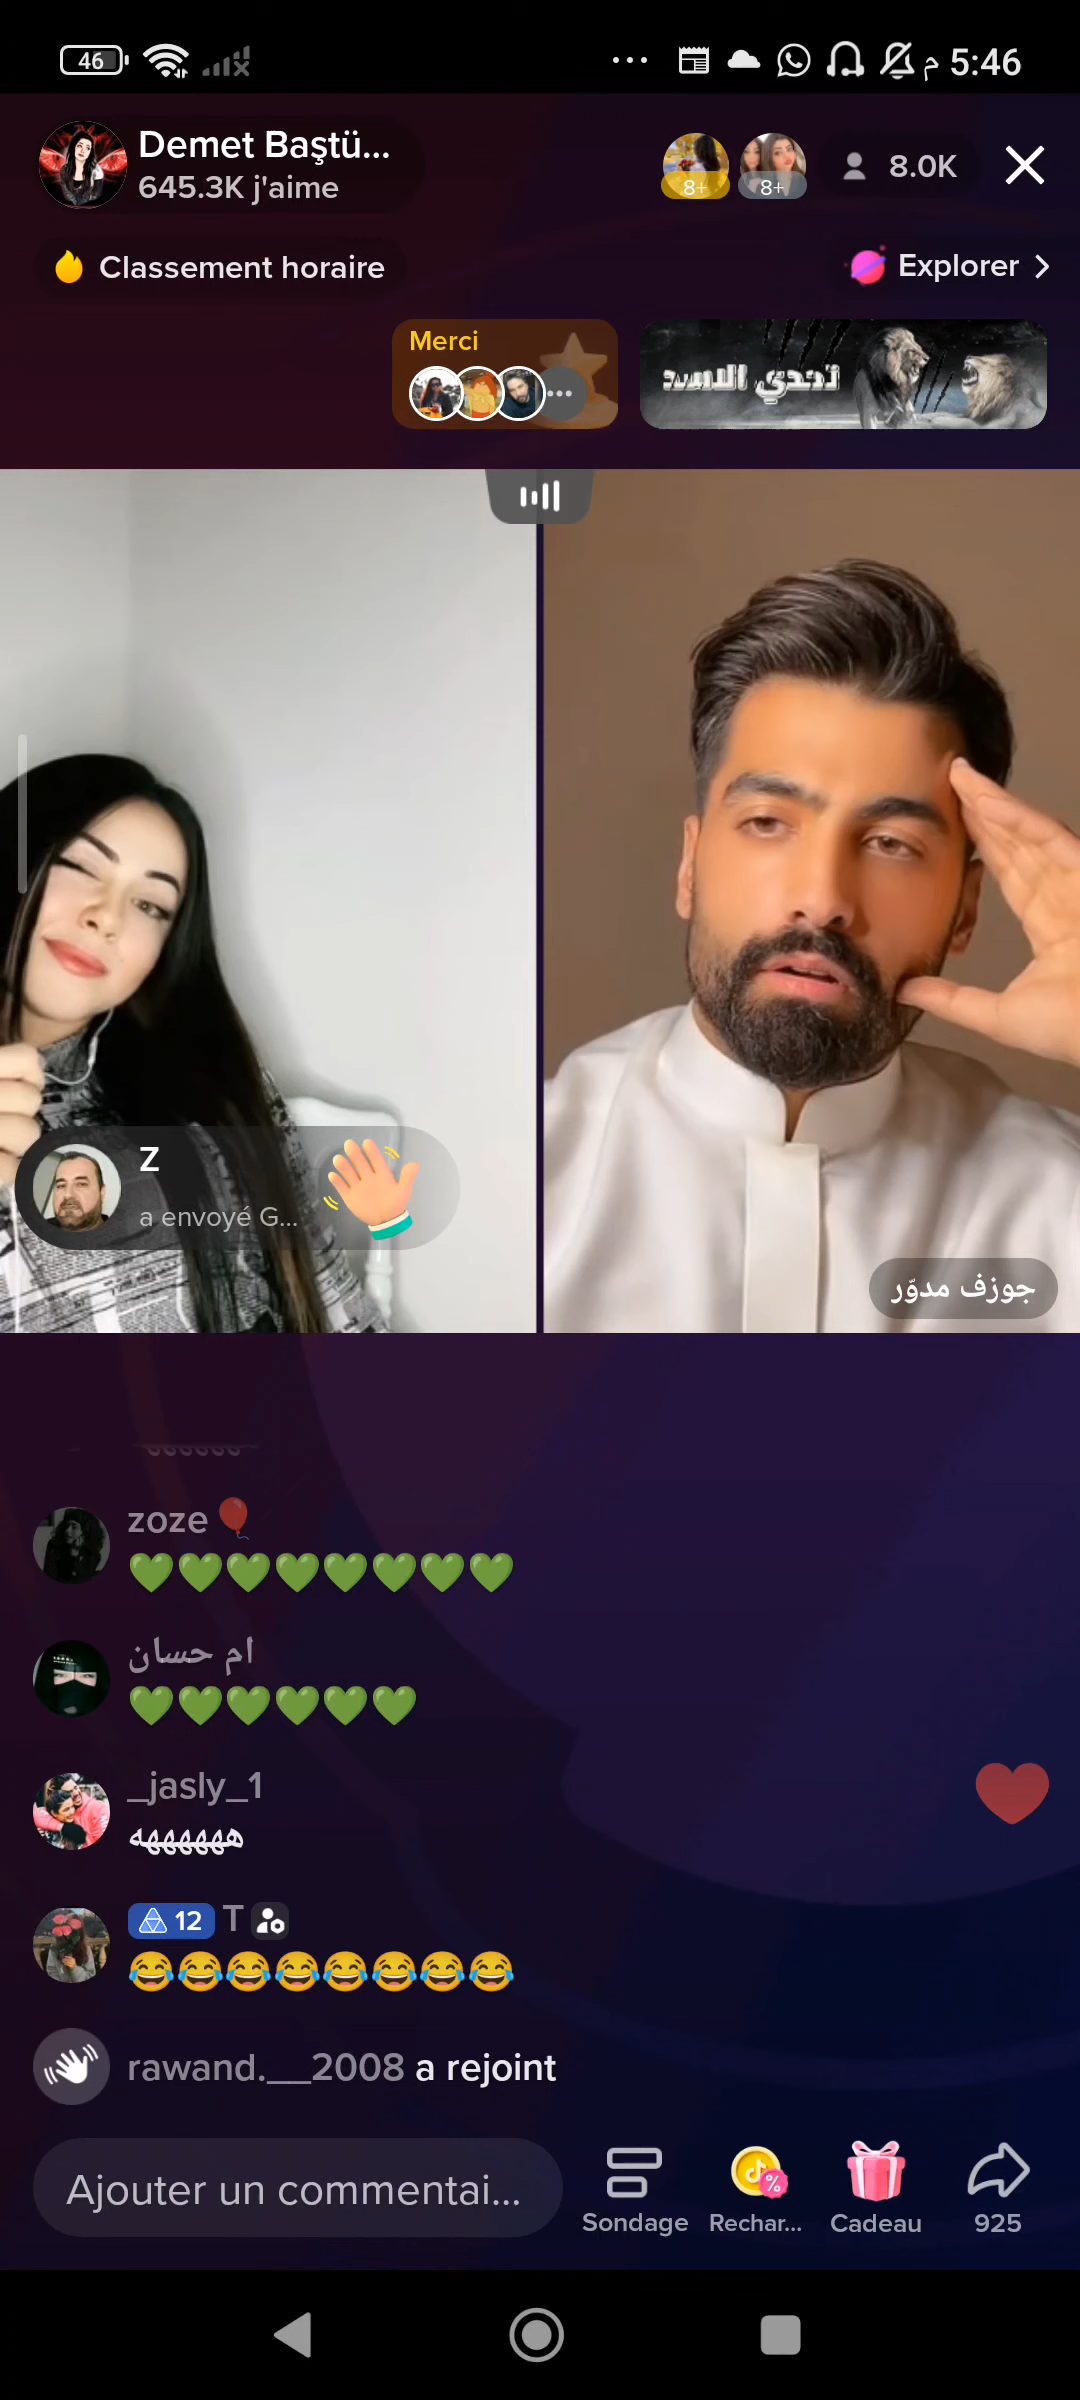 46
م 5:46
Demet Baştü...
645.3K j'aime
8+
8+
8.0K
Classement horaire
Explorer
Merci
تحدي الاسد
Z
a envoyé G...
جوزف مدوّر
zoze🎈
💚💚💚💚💚💚💚💚
ام حسان
💚💚💚💚💚💚
_jasly_1
ههههههه
12 T
😂😂😂😂😂😂😂😂
rawand.__2008 a rejoint
Ajouter un commentai...
Sondage
Rechar...
Cadeau
925